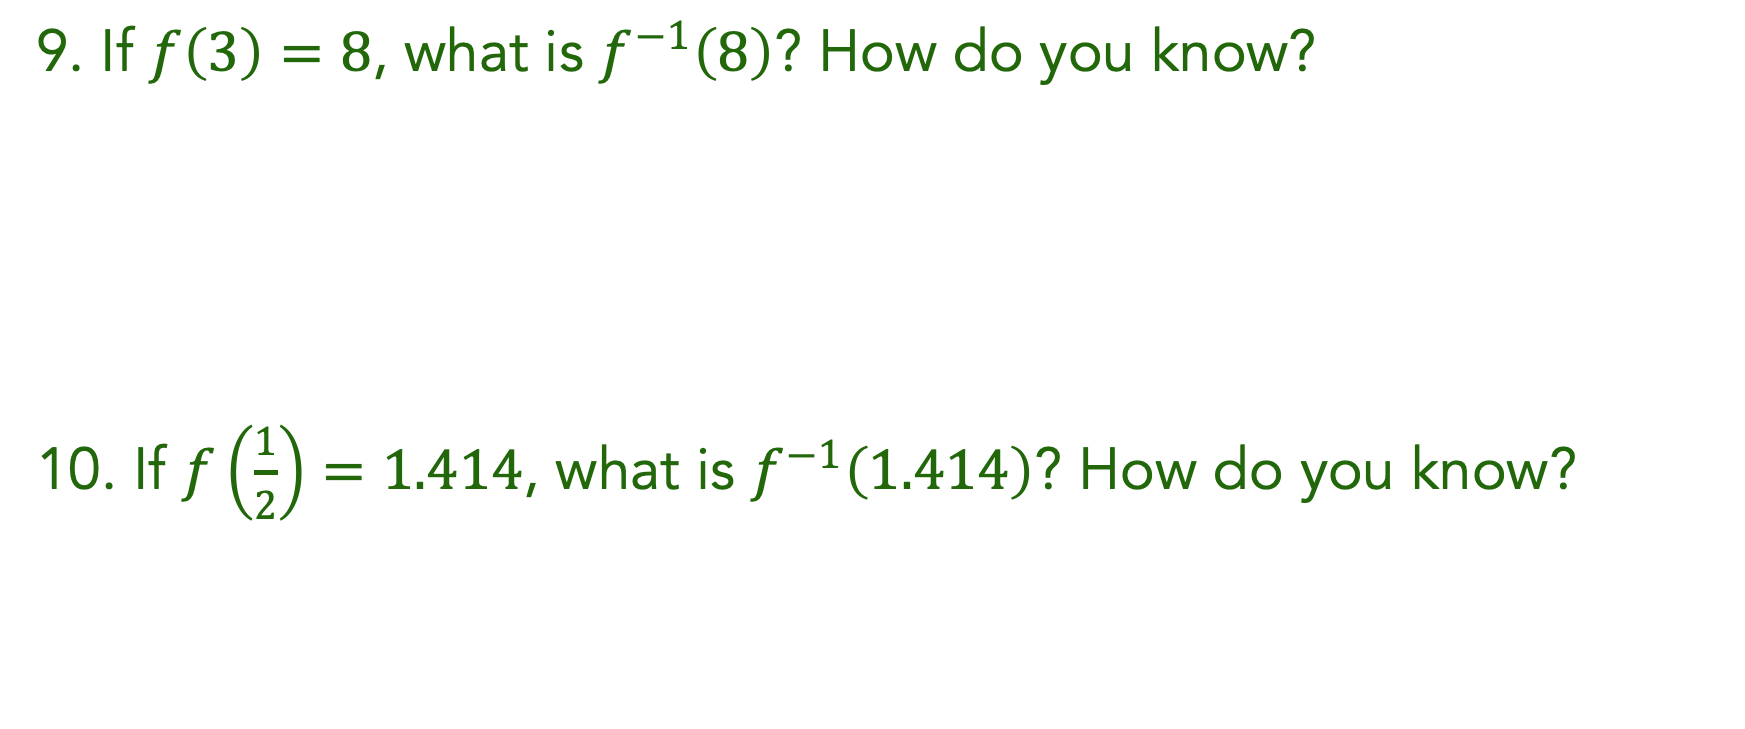 9. If f(3) = 8, what is f⁻¹(8)? How do you know?
10. If f(1/2) = 1.414, what is f⁻¹(1.414)? How do you know?